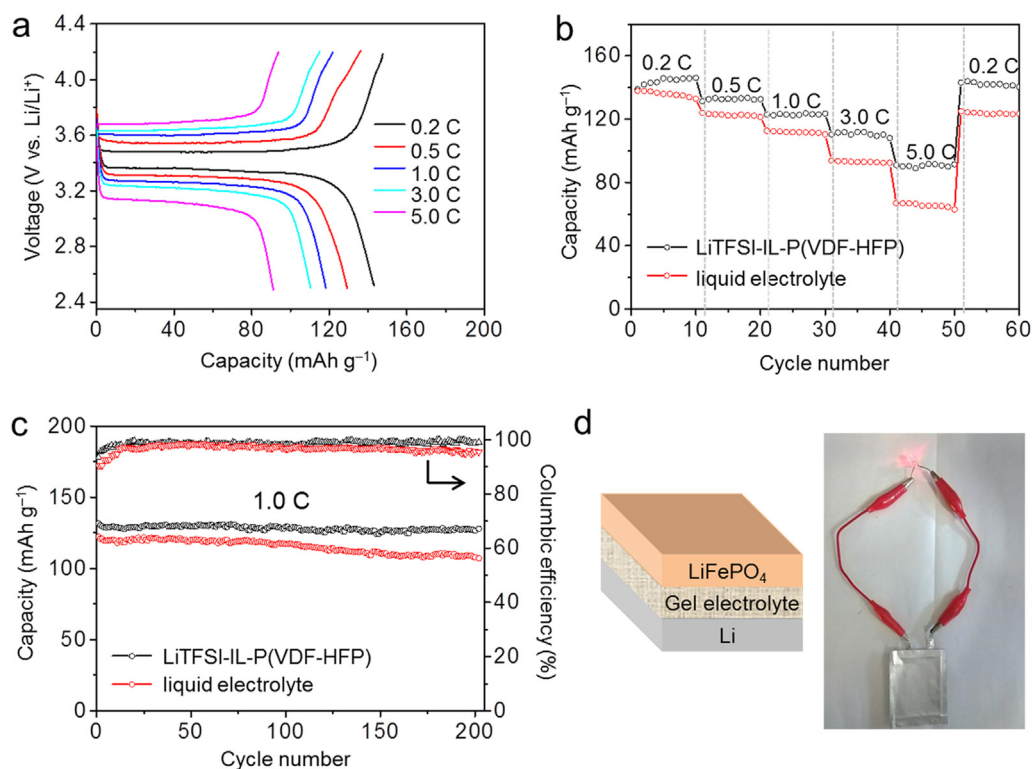 a
4.4
4.0
3.6
3.2
2.8
2.4
Voltage (V vs. Li/Li⁺)
0.2 C
0.5 C
1.0 C
3.0 C
5.0 C
0 40 80 120 160 200
Capacity (mAh g⁻¹)
b
160
120
80
40
0
Capacity (mAh g⁻¹)
0.2 C
0.5 C
1.0 C
3.0 C
5.0 C
0.2 C
LiTFSI-IL-P(VDF-HFP)
liquid electrolyte
0 10 20 30 40 50 60
Cycle number
c
200
150
100
50
0
Capacity (mAh g⁻¹)
1.0 C
LiTFSI-IL-P(VDF-HFP)
liquid electrolyte
100
80
60
40
20
0
Columbic efficiency (%)
0 50 100 150 200
Cycle number
d
LiFePO₄
Gel electrolyte
Li